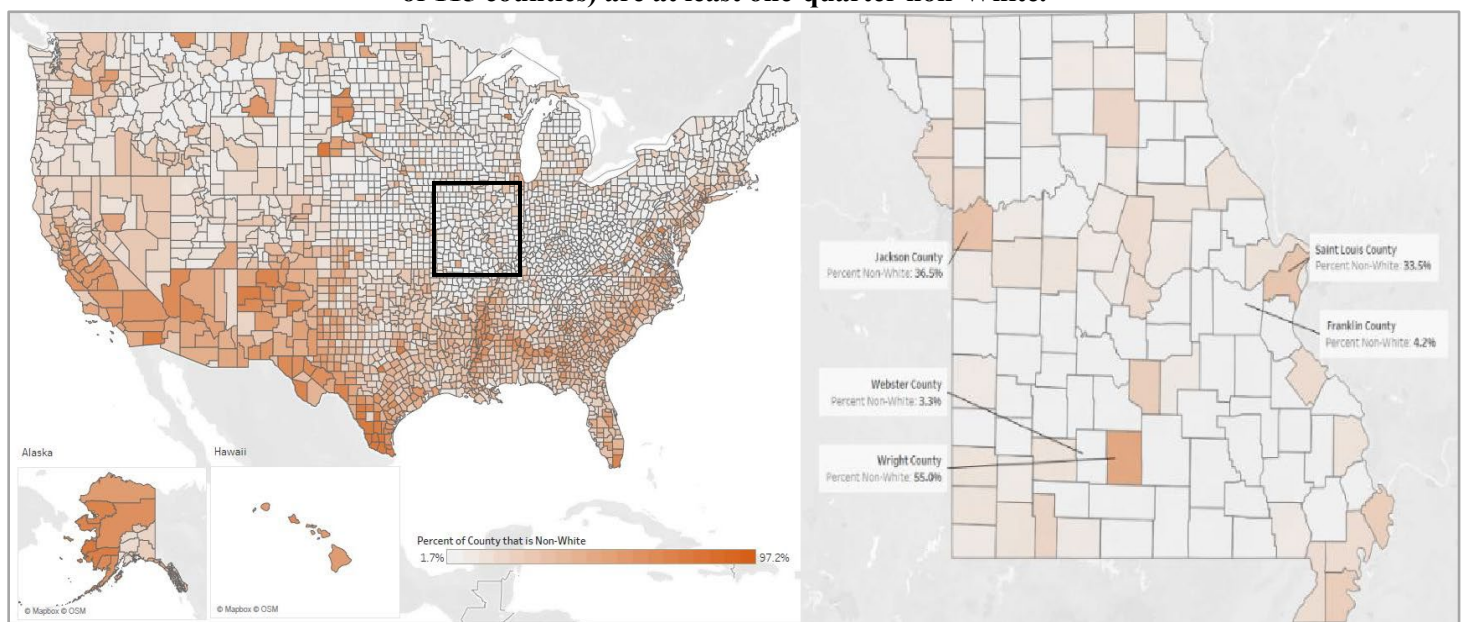 of 115 counties) are at least one-quarter non-White.
Jackson County
Percent Non-White: 36.5%
Saint Louis County
Percent Non-White: 33.5%
Franklin County
Percent Non-White: 4.2%
Webster County
Percent Non-White: 3.3%
Wright County
Percent Non-White: 55.0%
Alaska
Hawaii
Percent of County that is Non-White
1.7%
97.2%
© Mapbox © OSM
© Mapbox © OSM